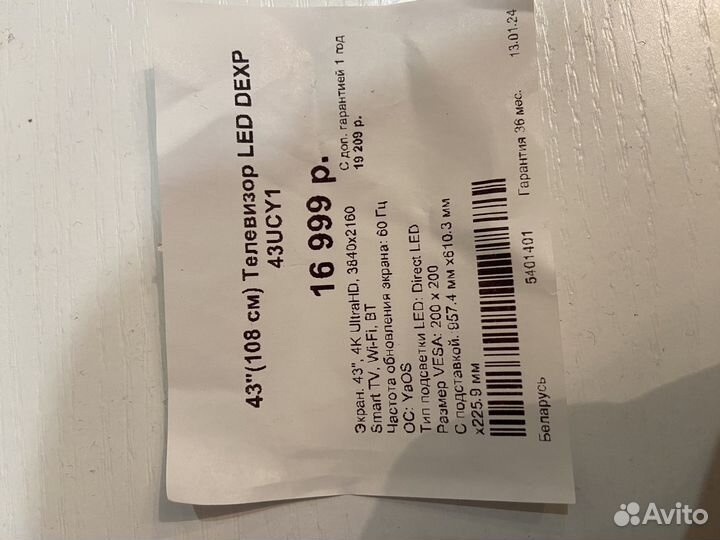 43"(108 см) Телевизор LED DEXP
43UCY1
16 999 р.
С доп. гарантией 1 год
19 209 р.
Экран. 43", 4K UltraHD, 3840x2160
Smart TV, Wi-Fi, BT
Частота обновления экрана: 60 Гц
ОС: YaOS
Тип подсветки LED: Direct LED
Размер VESA: 200 x 200
С подставкой: 957.4 мм x610.3 мм
x225.9 мм
5401401
Гарантия 36 мес.
13.01.24
Беларусь
Avito